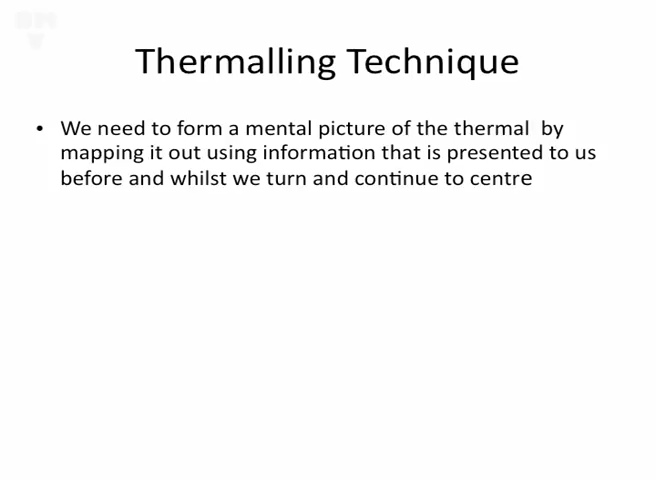 Thermalling Technique
• We need to form a mental picture of the thermal by
mapping it out using information that is presented to us
before and whilst we turn and continue to centre